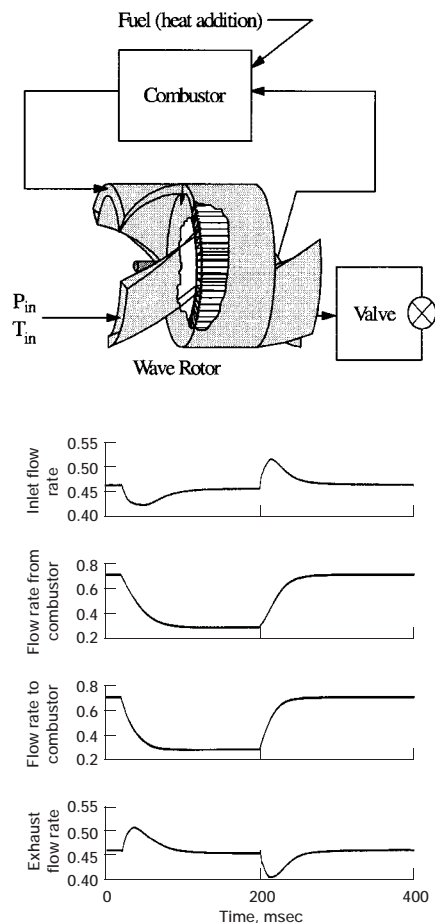 Fuel (heat addition)
Combustor
P_in
T_in
Valve
Wave Rotor
Inlet flow
rate
0.55
0.50
0.45
0.40
Flow rate from
combustor
0.8
0.6
0.4
0.2
Flow rate to
combustor
0.8
0.6
0.4
0.2
Exhaust
flow rate
0.55
0.50
0.45
0.40
0 200 400
Time, msec